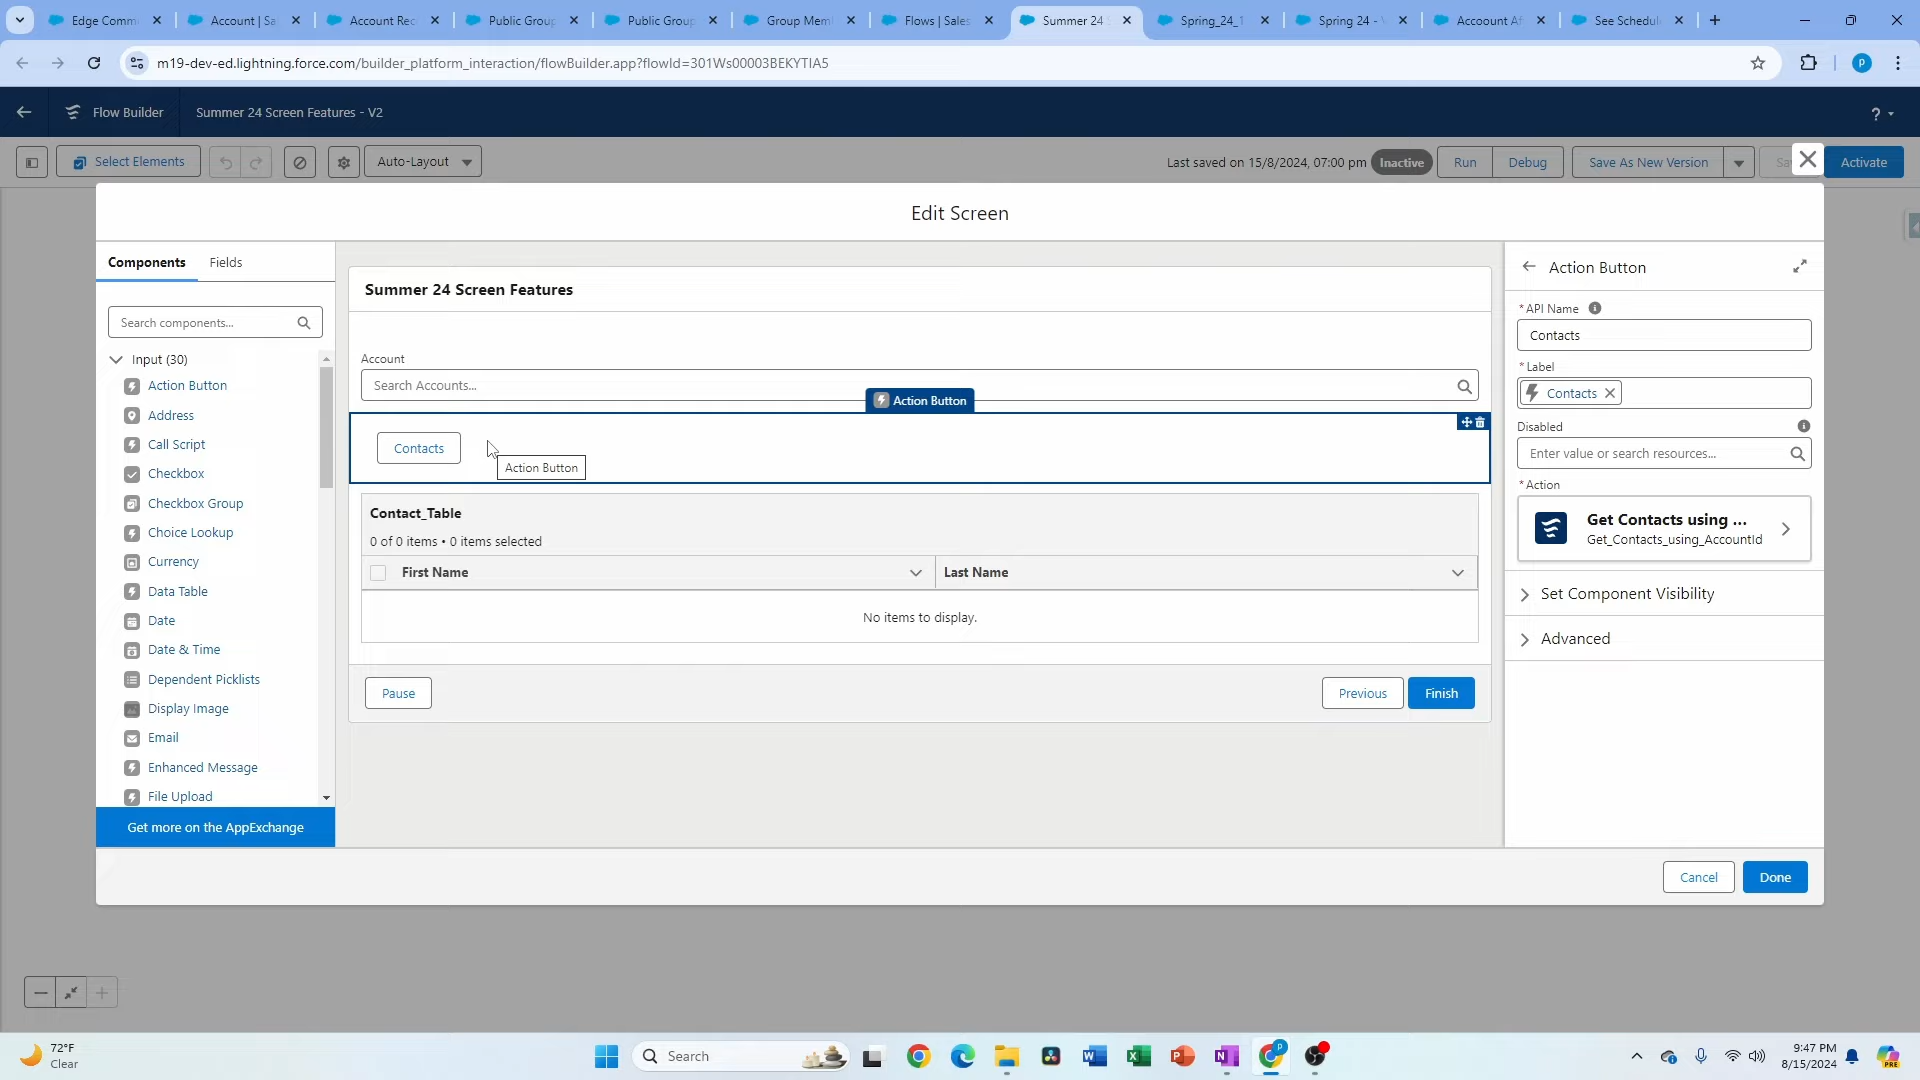 Edge Comm
Account | Sa
Account Rec
Public Group
Public Group
Group Mem
Flows | Sales
Summer 24 S
Spring_24_1
Spring 24 - V
Accoount Af
See Schedul
m19-dev-ed.lightning.force.com/builder_platform_interaction/flowBuilder.app?flowId=301Ws00003BEKYTIA5
P
Flow Builder
Summer 24 Screen Features - V2
?
Select Elements
Auto-Layout
Last saved on 15/8/2024, 07:00 pm
Inactive
Run
Debug
Save As New Version
Sa
Activate
Edit Screen
Components
Fields
Search components...
Input (30)
Action Button
Address
Call Script
Checkbox
Checkbox Group
Choice Lookup
Currency
Data Table
Date
Date & Time
Dependent Picklists
Display Image
Email
Enhanced Message
File Upload
Get more on the AppExchange
Summer 24 Screen Features
Account
Search Accounts...
Action Button
Contacts
Action Button
Contact_Table
0 of 0 items • 0 items selected
First Name
Last Name
No items to display.
Pause
Previous
Finish
Action Button
*API Name
Contacts
*Label
Contacts
Disabled
Enter value or search resources...
*Action
Get Contacts using ...
Get_Contacts_using_AccountId
Set Component Visibility
Advanced
Cancel
Done
72°F
Clear
Search
9:47 PM
8/15/2024
PRE